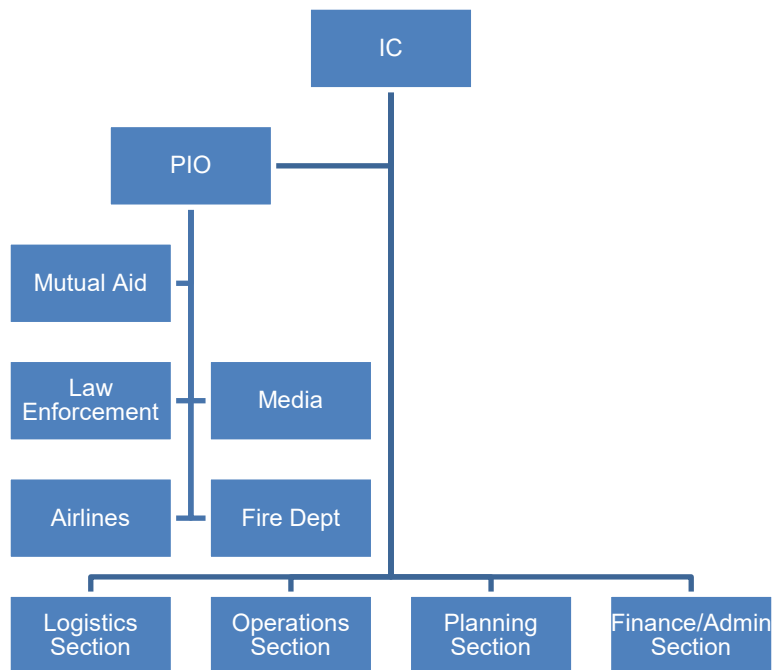 IC
PIO
Mutual Aid
Law
Enforcement
Media
Airlines
Fire Dept
Logistics
Section
Operations
Section
Planning
Section
Finance/Admin
Section